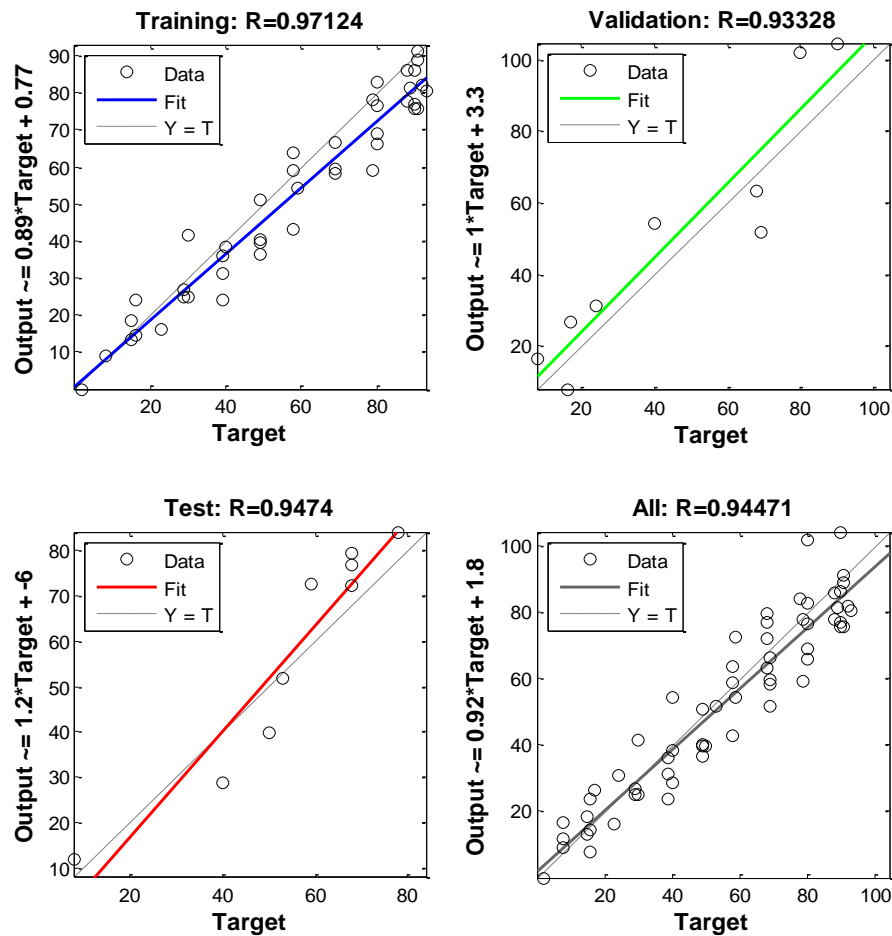 Training: R=0.97124
Output ~= 0.89*Target + 0.77
90
80
70
60
50
40
30
20
10
Data
Fit
Y = T
20
40
60
80
Target
Validation: R=0.93328
Output ~= 1*Target + 3.3
100
80
60
40
20
Data
Fit
Y = T
20
40
60
80
100
Target
Test: R=0.9474
Output ~= 1.2*Target + -6
80
70
60
50
40
30
20
10
Data
Fit
Y = T
20
40
60
80
Target
All: R=0.94471
Output ~= 0.92*Target + 1.8
100
80
60
40
20
Data
Fit
Y = T
20
40
60
80
100
Target